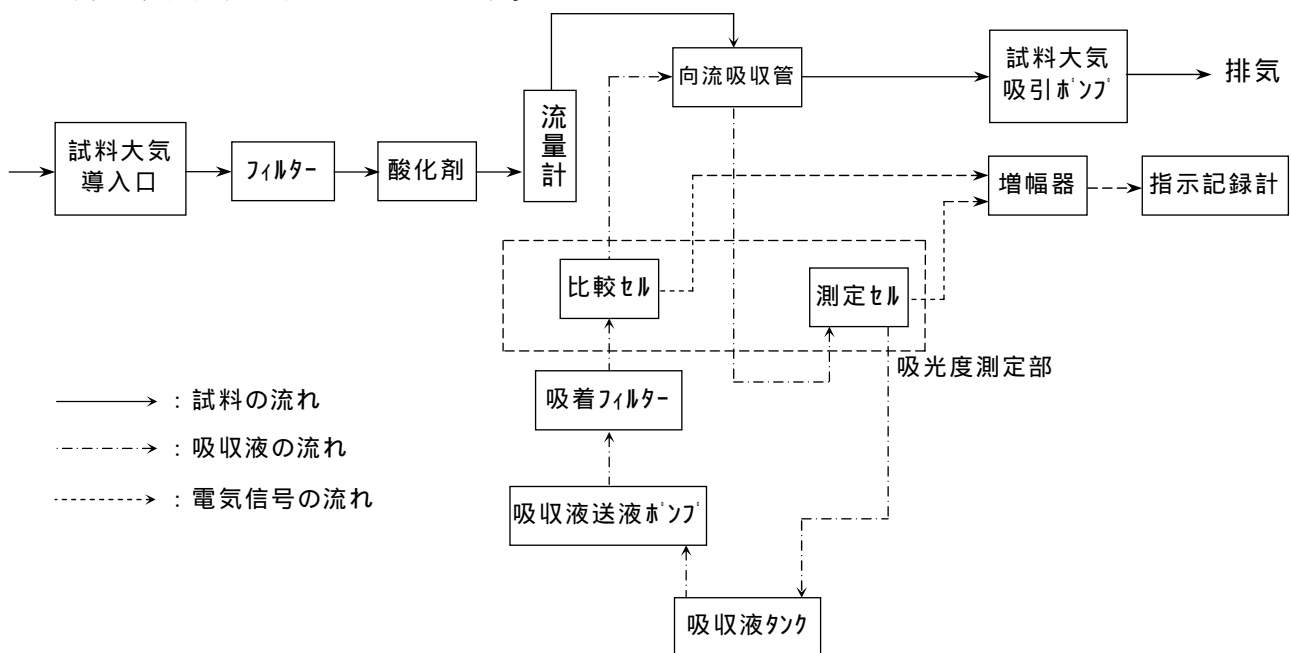 向流吸収管
試料大気
吸引ﾎﾟﾝﾌﾟ
排気
流量計
試料大気
導入口
ﾌｨﾙﾀｰ
酸化剤
増幅器
指示記録計
比較ｾﾙ
測定ｾﾙ
吸光度測定部
吸着ﾌｨﾙﾀｰ
：試料の流れ
：吸収液の流れ
：電気信号の流れ
吸収液送液ﾎﾟﾝﾌﾟ
吸収液ﾀﾝｸ